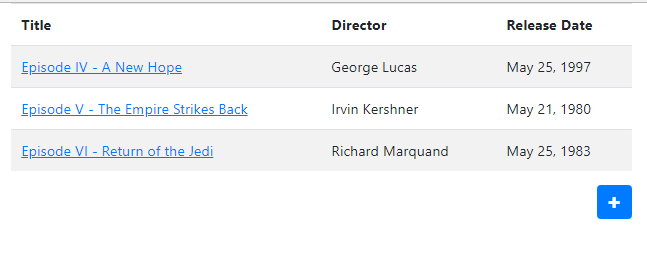 Title Director Release Date
Episode IV - A New Hope George Lucas May 25, 1997
Episode V - The Empire Strikes Back Irvin Kershner May 21, 1980
Episode VI - Return of the Jedi Richard Marquand May 25, 1983
+